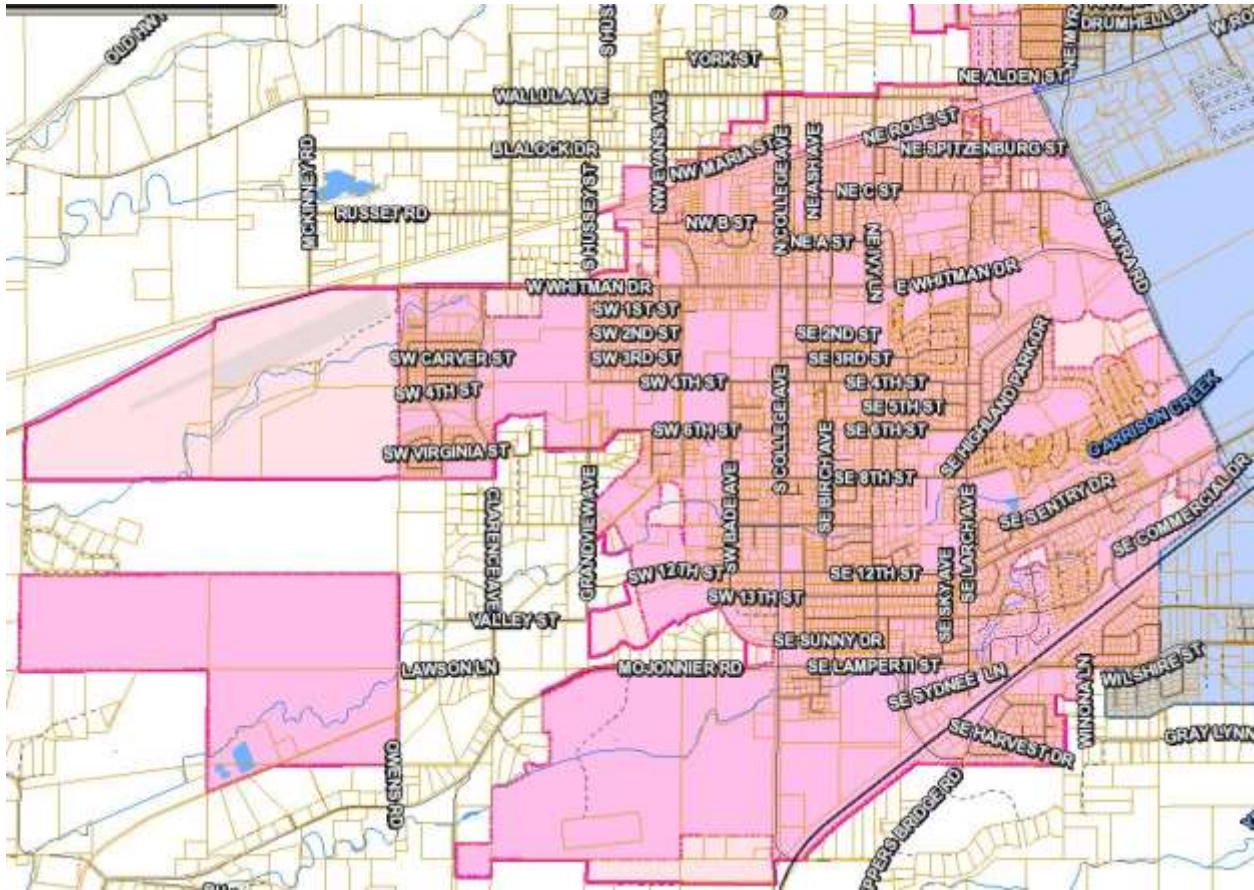 OLD HWY
S HUSSEY
YORK ST
DRUMHELLER
NE MYRA
NE ALDEN ST
WALLULA AVE
NW EVANS AVE
N COLLEGE AVE
NE ASH AVE
NE ROSE ST
MCKINNEY RD
BLALOCK DR
NW MARIA ST
NE SPITZENBURG ST
S HUSSEY ST
NE C ST
RUSSET RD
NW B ST
NE A ST
NE IVY LN
SE MYRA RD
E WHITMAN DR
W WHITMAN DR
SW 1ST ST
SW 2ND ST
SE 2ND ST
SW CARVER ST
SW 3RD ST
SE 3RD ST
SE HIGHLAND PARK DR
SW 4TH ST
SW 4TH ST
SE 4TH ST
S COLLEGE AVE
SE 5TH ST
GARRISON CREEK
SW 6TH ST
SE 6TH ST
SE BIRCH AVE
SW VIRGINIA ST
SE 8TH ST
SE COMMERCIAL DR
SE SENTRY DR
CLARENCE AVE
GRANDVIEW AVE
SW BADE AVE
SE LARCH AVE
SW 12TH ST
SE 12TH ST
SE SKY AVE
SW 13TH ST
VALLEY ST
SE SUNNY DR
LAWSON LN
MOJONNIER RD
SE LAMPERTI ST
WILSHIRE ST
SE SYDNEE LN
WINONA LN
SE HARVEST DR
GRAY LYNN
OWENS RD
PPERS BRIDGE RD